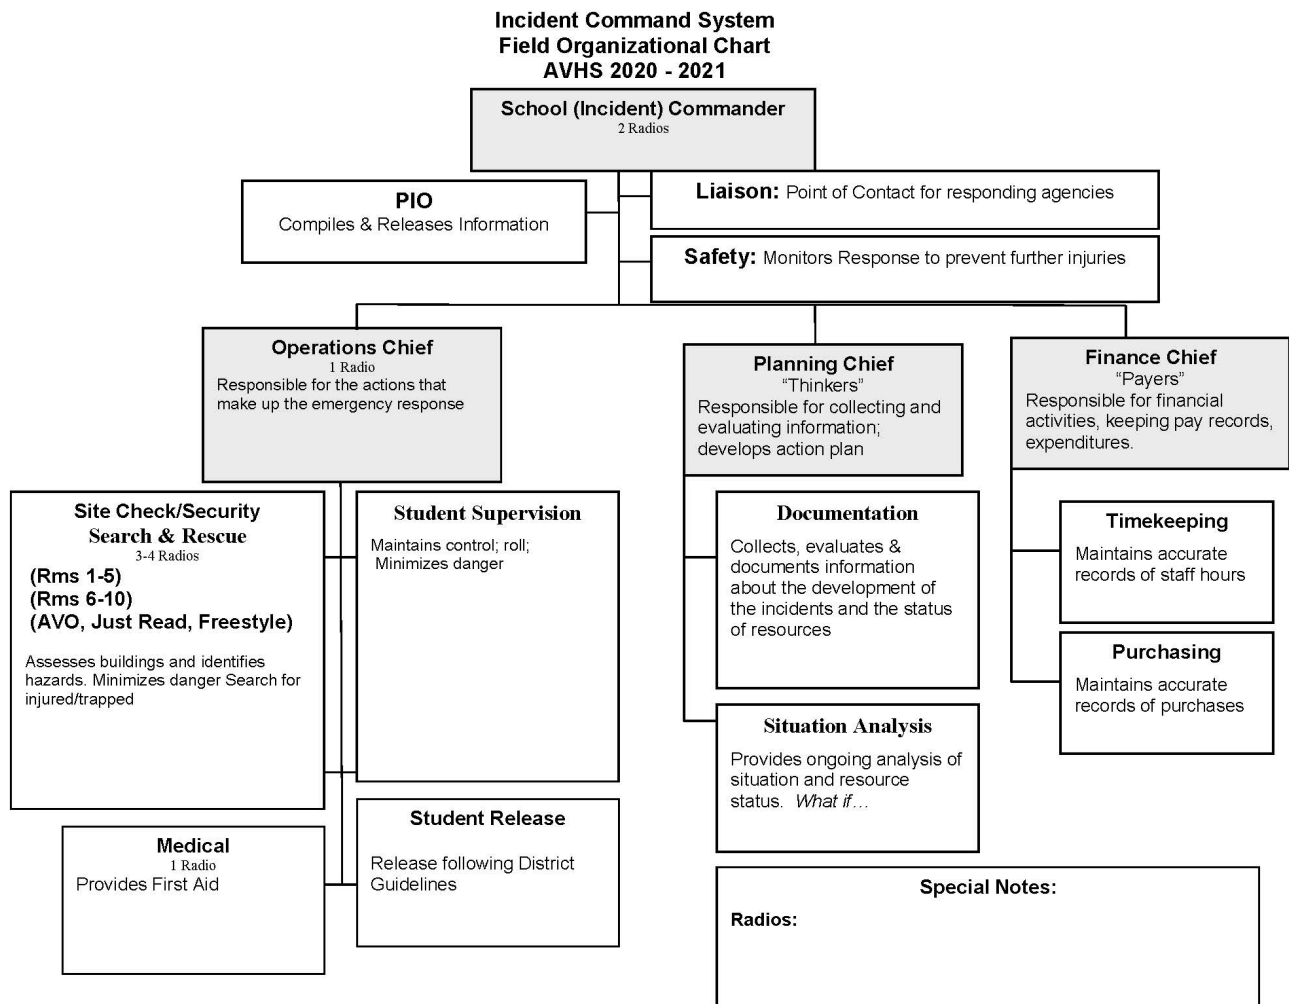 Incident Command System
Field Organizational Chart
AVHS 2020 - 2021
School (Incident) Commander
2 Radios
PIO
Compiles & Releases Information
Liaison: Point of Contact for responding agencies
Safety: Monitors Response to prevent further injuries
Operations Chief
1 Radio
Responsible for the actions that
make up the emergency response
Planning Chief
“Thinkers”
Responsible for collecting and
evaluating information;
develops action plan
Finance Chief
“Payers”
Responsible for financial
activities, keeping pay records,
expenditures.
Site Check/Security
Search & Rescue
3-4 Radios
(Rms 1-5)
(Rms 6-10)
(AVO, Just Read, Freestyle)
Assesses buildings and identifies
hazards. Minimizes danger Search for
injured/trapped
Student Supervision
Maintains control; roll;
Minimizes danger
Documentation
Collects, evaluates &
documents information
about the development of
the incidents and the status
of resources
Timekeeping
Maintains accurate
records of staff hours
Purchasing
Maintains accurate
records of purchases
Situation Analysis
Provides ongoing analysis of
situation and resource
status. What if…
Medical
1 Radio
Provides First Aid
Student Release
Release following District
Guidelines
Special Notes:
Radios: